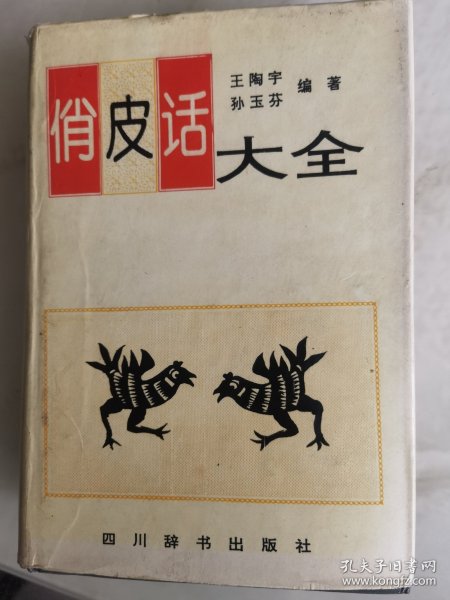 俏皮话
大全
王陶宇
孙玉芬
编著
四川辞书出版社
孔夫子旧书网
www.kongfz.com